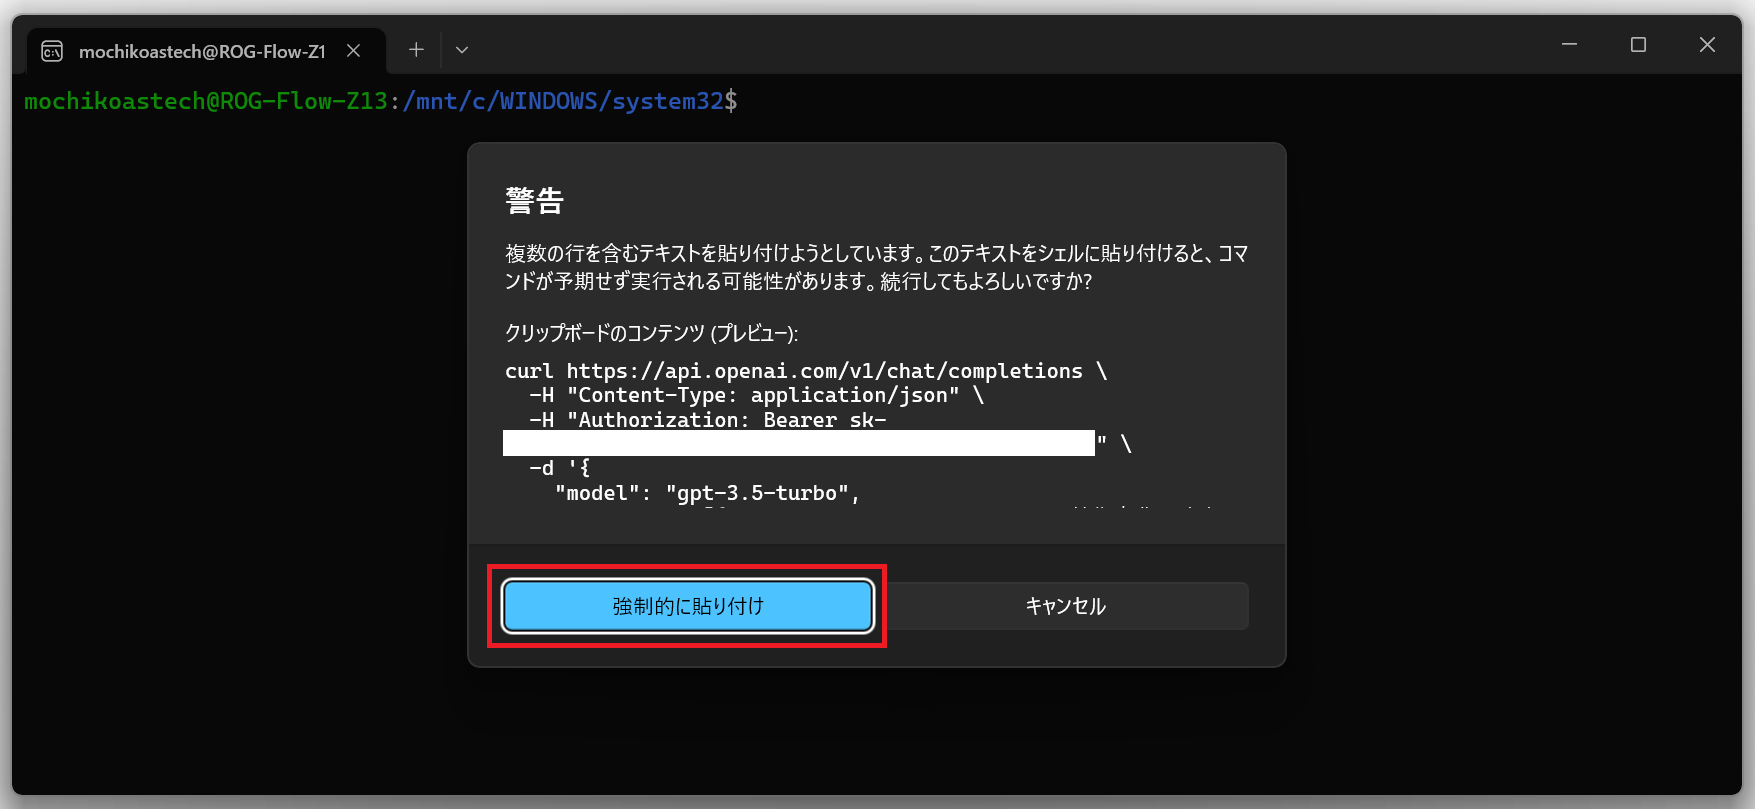 mochikoastech@ROG-Flow-Z1
mochikoastech@ROG-Flow-Z13:/mnt/c/WINDOWS/system32$
警告
複数の行を含むテキストを貼り付けようとしています。このテキストをシェルに貼り付けると、コマ
ンドが予期せず実行される可能性があります。続行してもよろしいですか?
クリップボードのコンテンツ (プレビュー):
curl https://api.openai.com/v1/chat/completions \
  -H "Content-Type: application/json" \
  -H "Authorization: Bearer sk-
" \
  -d '{
    "model": "gpt-3.5-turbo",
強制的に貼り付け
キャンセル